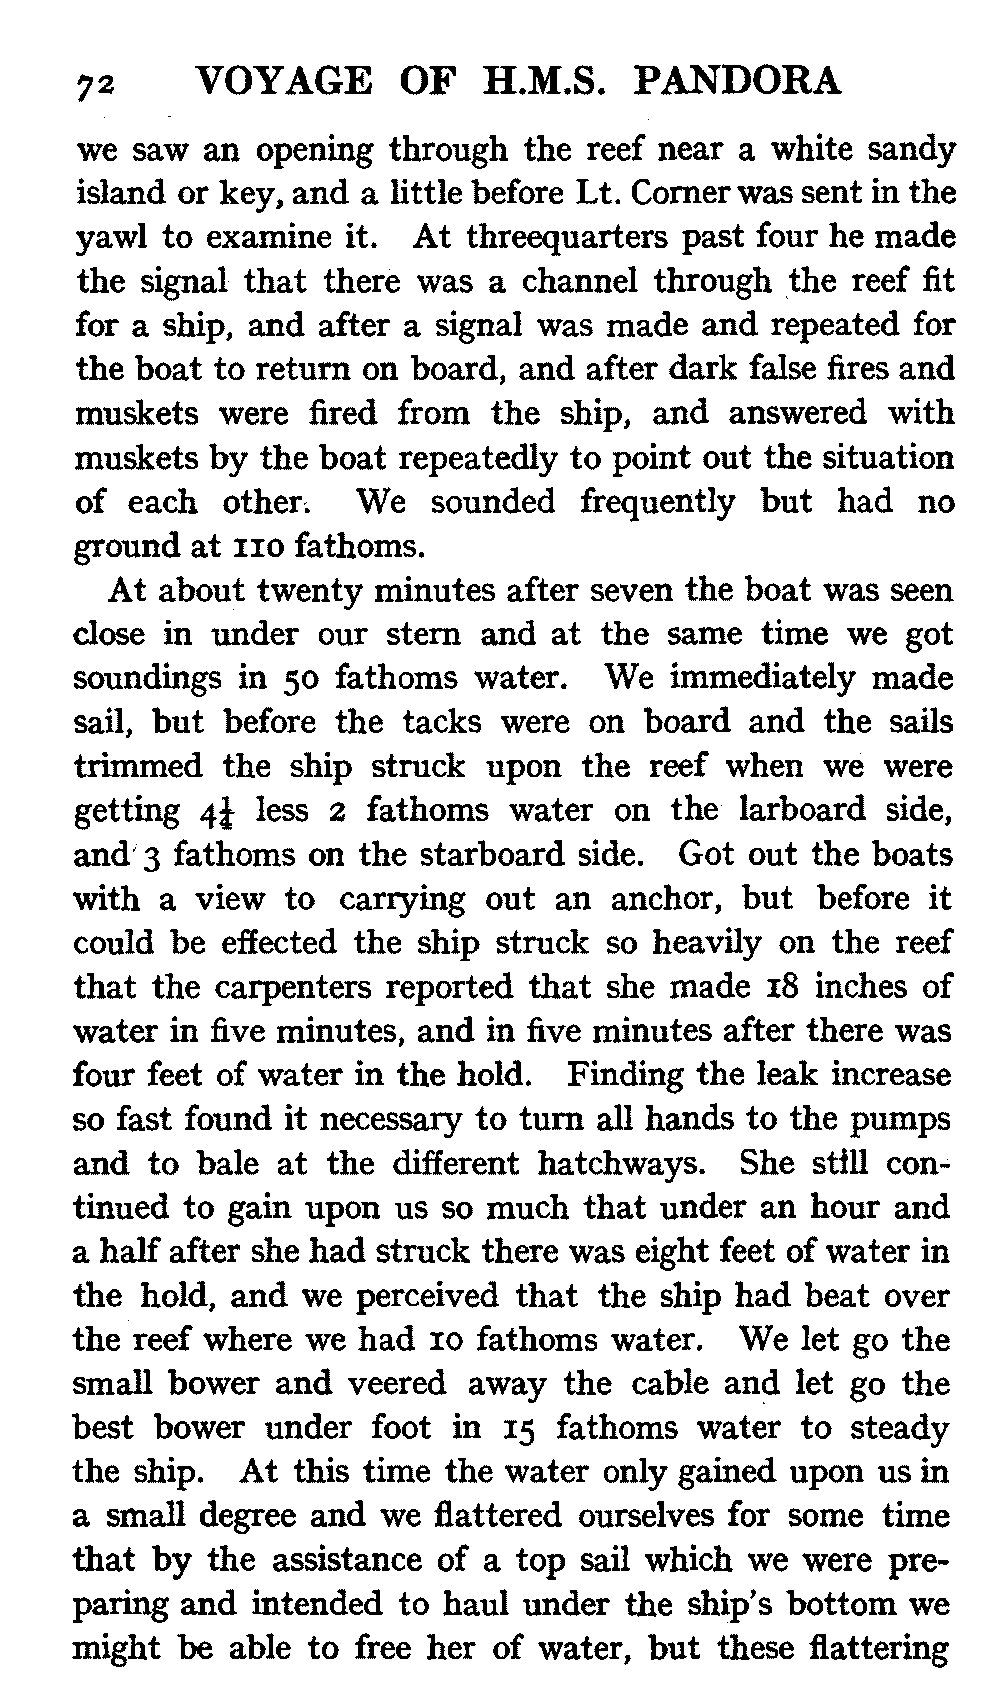 72 VOYAGE OF H.M.S. PANDORA
we saw an opening through the reef near a white sandy
island or key, and a little before Lt. Corner was sent in the
yawl to examine it. At threequarters past four he made
the signal that there was a channel through the reef fit
for a ship, and after a signal was made and repeated for
the boat to return on board, and after dark false fires and
muskets were fired from the ship, and answered with
muskets by the boat repeatedly to point out the situation
of each other. We sounded frequently but had no
ground at 110 fathoms.
At about twenty minutes after seven the boat was seen
close in under our stern and at the same time we got
soundings in 50 fathoms water. We immediately made
sail, but before the tacks were on board and the sails
trimmed the ship struck upon the reef when we were
getting 4¼ less 2 fathoms water on the larboard side,
and 3 fathoms on the starboard side. Got out the boats
with a view to carrying out an anchor, but before it
could be effected the ship struck so heavily on the reef
that the carpenters reported that she made 18 inches of
water in five minutes, and in five minutes after there was
four feet of water in the hold. Finding the leak increase
so fast found it necessary to turn all hands to the pumps
and to bale at the different hatchways. She still con-
tinued to gain upon us so much that under an hour and
a half after she had struck there was eight feet of water in
the hold, and we perceived that the ship had beat over
the reef where we had 10 fathoms water. We let go the
small bower and veered away the cable and let go the
best bower under foot in 15 fathoms water to steady
the ship. At this time the water only gained upon us in
a small degree and we flattered ourselves for some time
that by the assistance of a top sail which we were pre-
paring and intended to haul under the ship's bottom we
might be able to free her of water, but these flattering